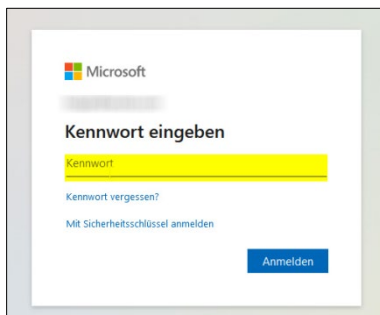 Microsoft
Kennwort eingeben
Kennwort
Kennwort vergessen?
Mit Sicherheitsschlüssel anmelden
Anmelden